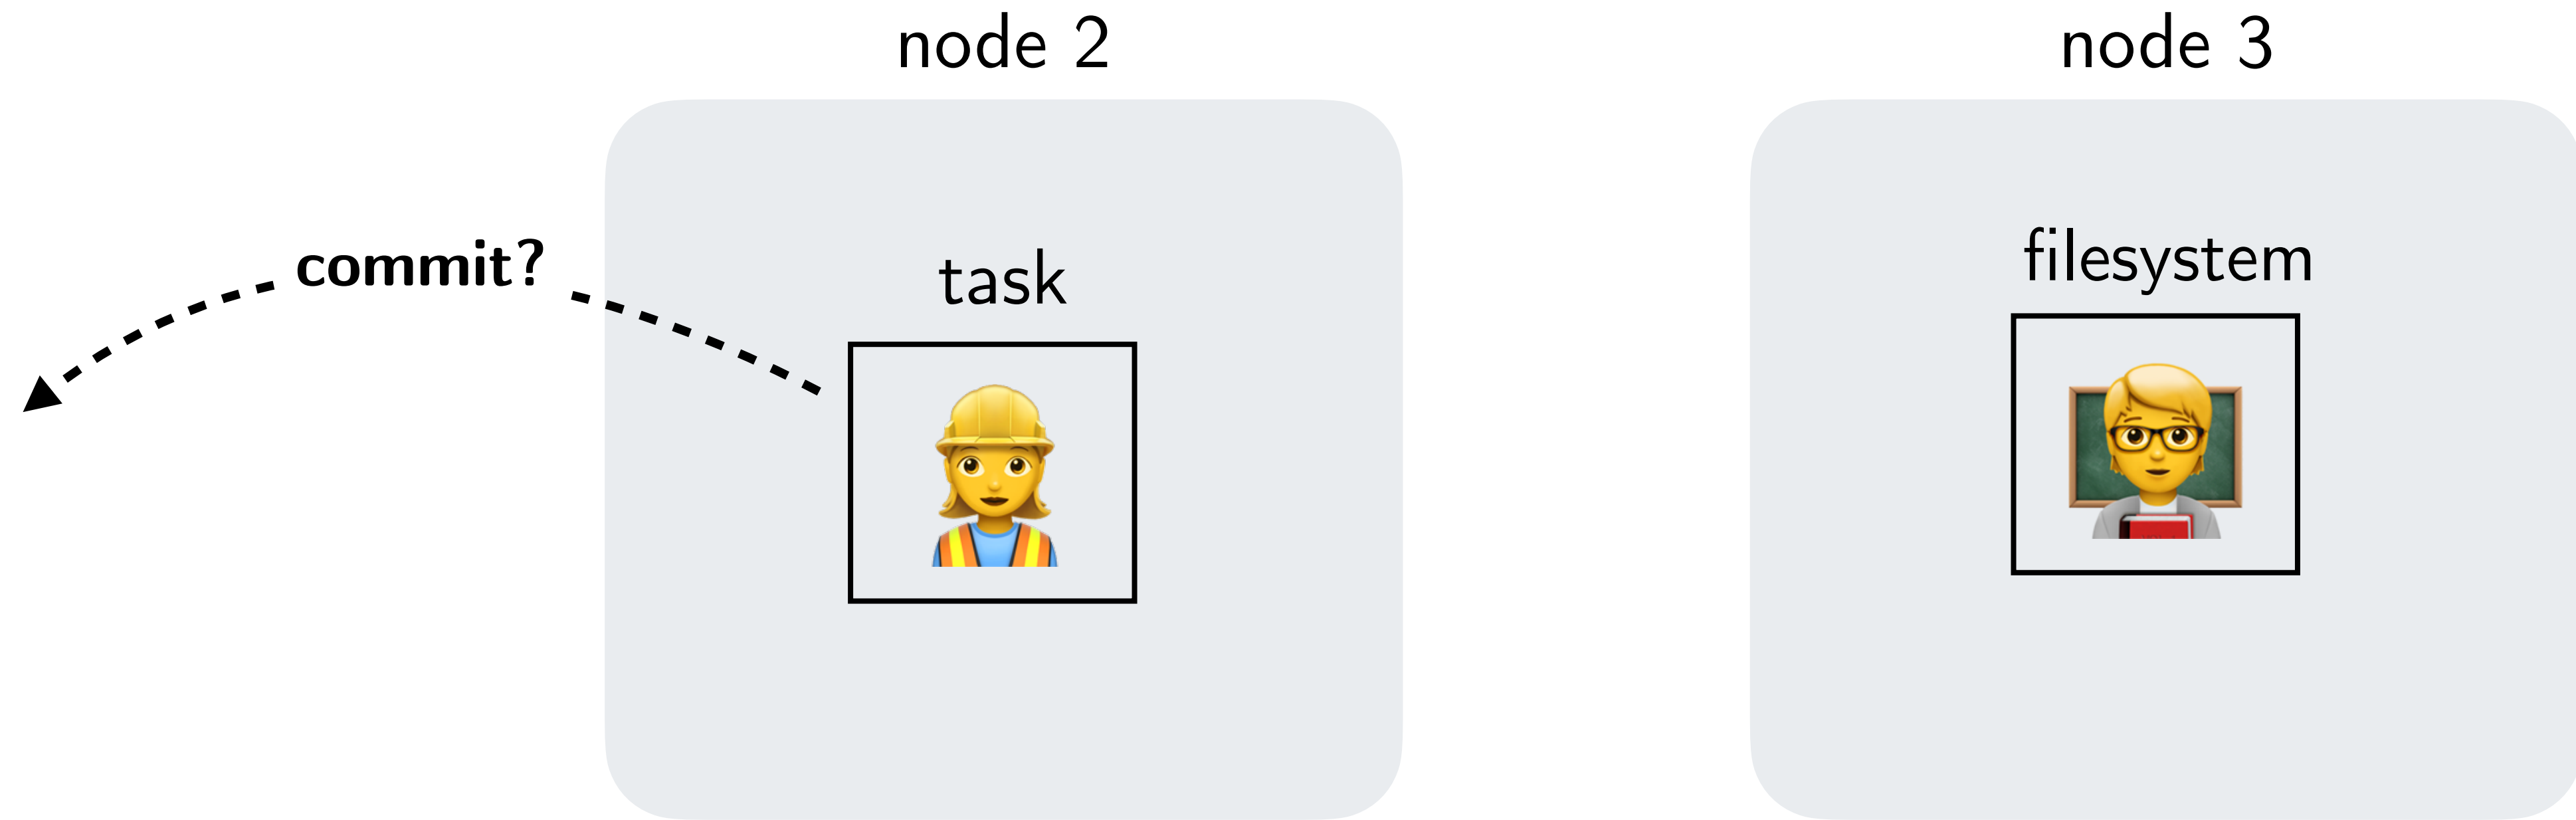 node 2
node 3
commit?
task
filesystem